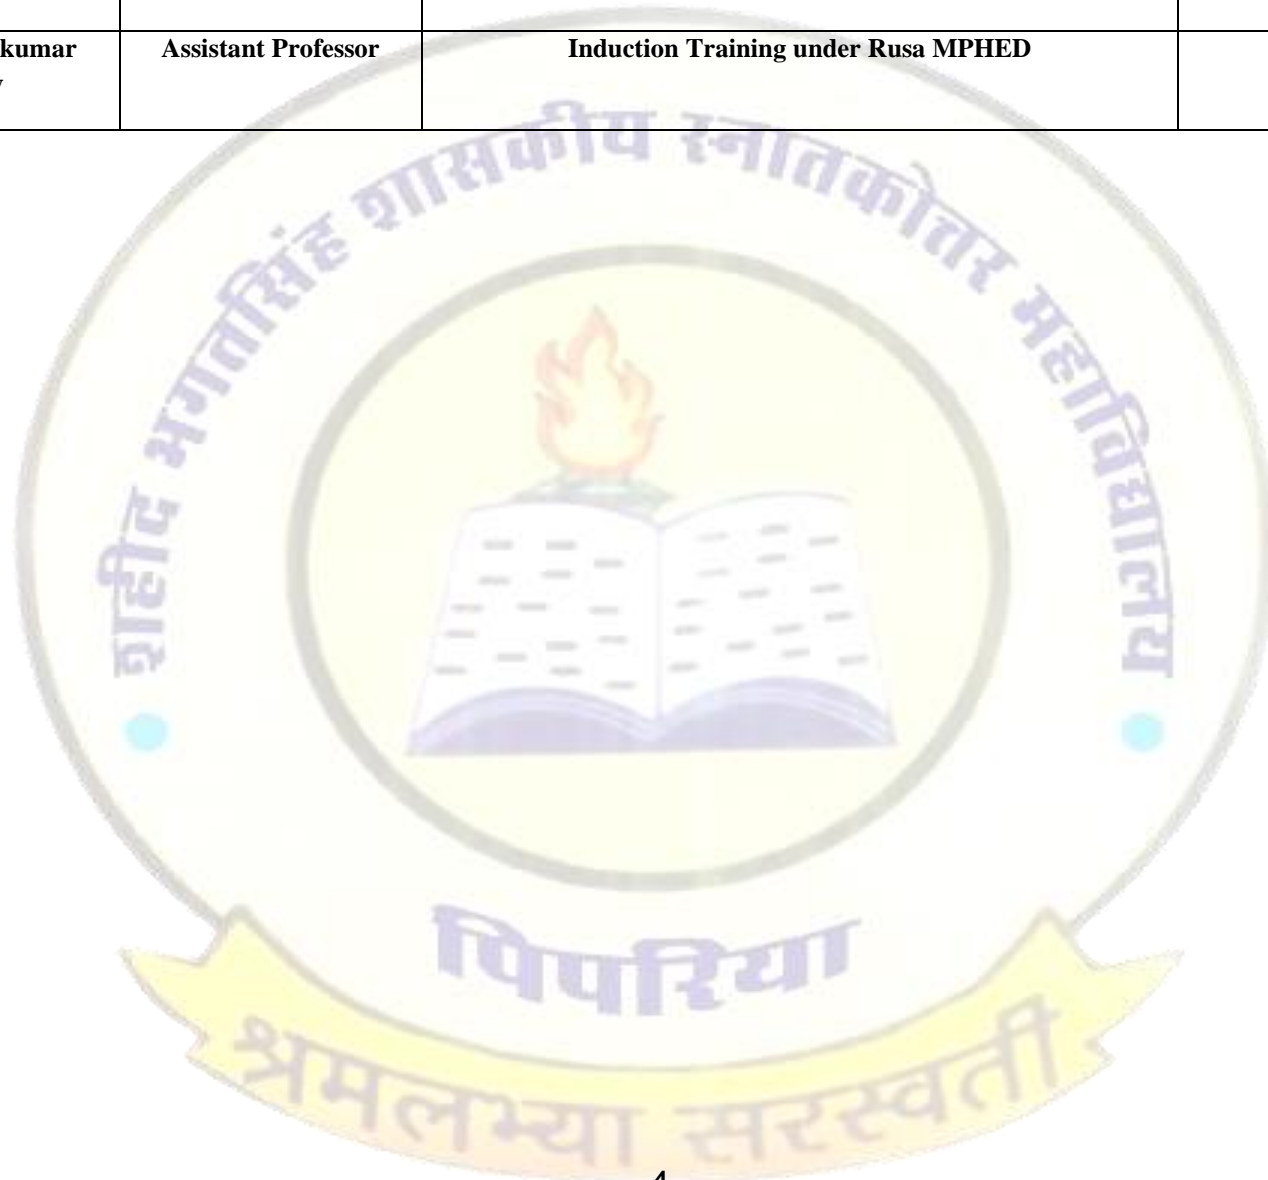 kumar Assistant Professor Induction Training under Rusa MPHED
शहीद भगतसिंह शासकीय स्नातकोत्तर महाविद्यालय
पिपरिया
श्रमलभ्या सरस्वती